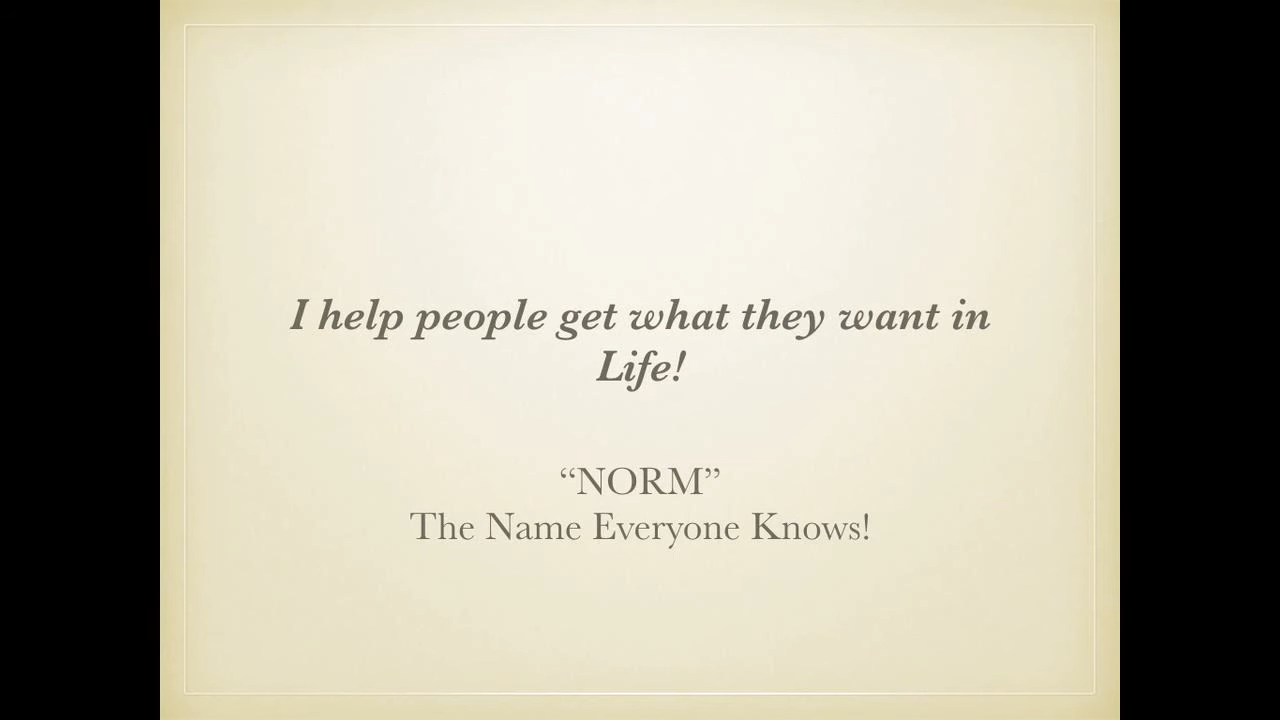 I help people get what they want in
Life!
“NORM”
The Name Everyone Knows!